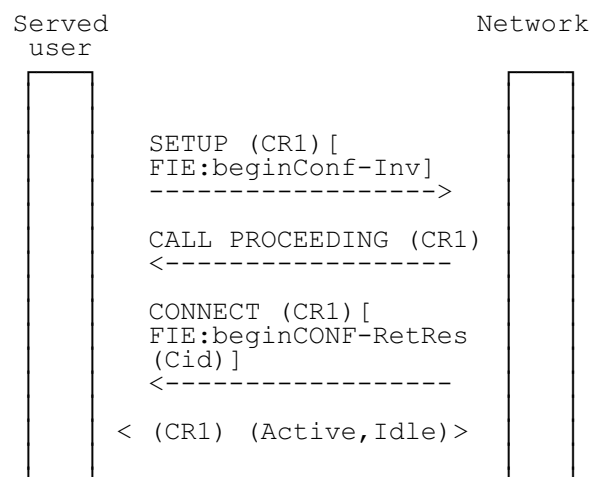 Served Network
user
SETUP (CR1)[
FIE:beginConf-Inv]
------------------>
CALL PROCEEDING (CR1)
<------------------
CONNECT (CR1)[
FIE:beginCONF-RetRes
(Cid)]
<------------------
< (CR1) (Active,Idle)>